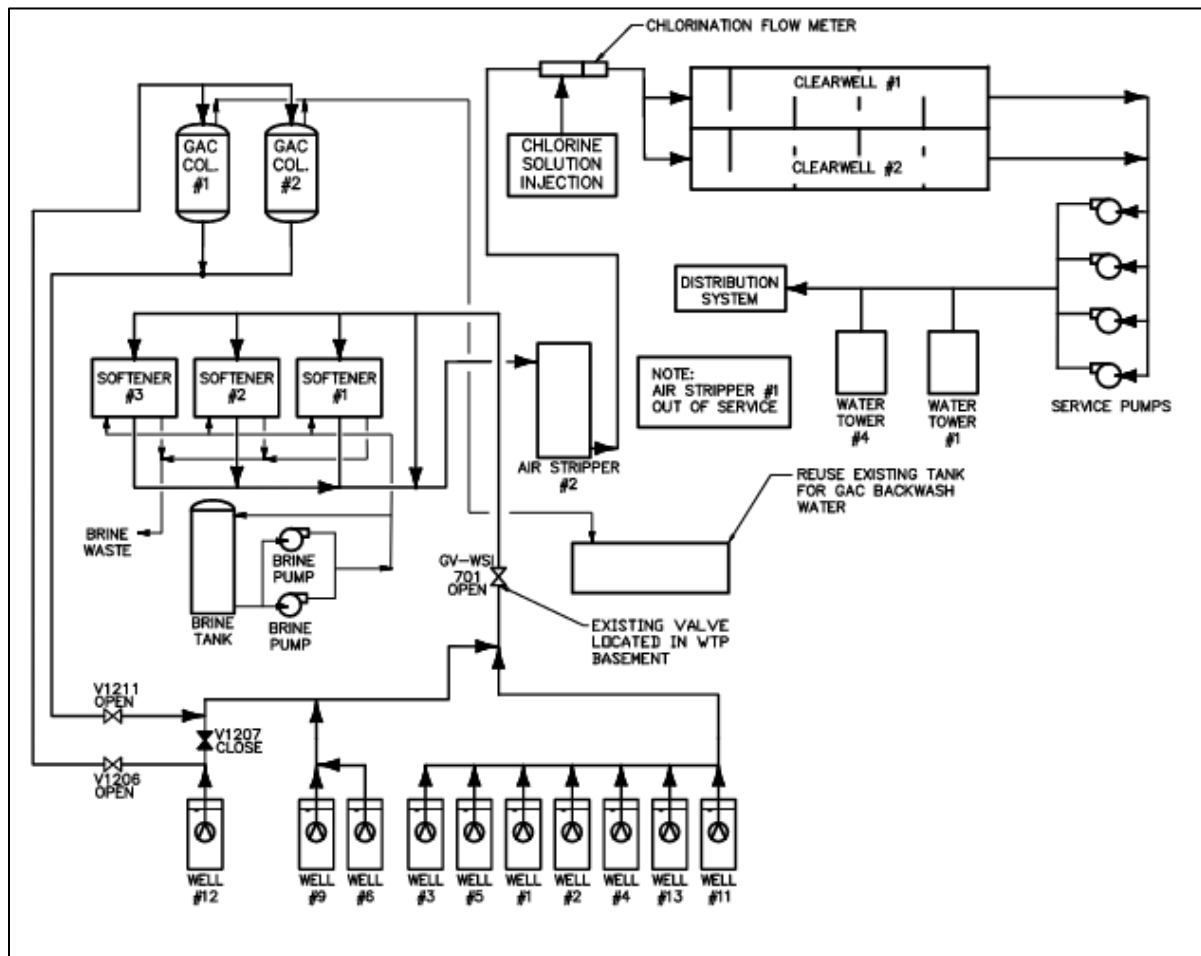 CHLORINATION FLOW METER
GAC
COL.
#1
GAC
COL.
#2
CHLORINE
SOLUTION
INJECTION
CLEARWELL #1
CLEARWELL #2
DISTRIBUTION
SYSTEM
SOFTENER
#3
SOFTENER
#2
SOFTENER
#1
NOTE:
AIR STRIPPER #1
OUT OF SERVICE
WATER
TOWER
#4
WATER
TOWER
#1
SERVICE PUMPS
AIR STRIPPER
#2
REUSE EXISTING TANK
FOR GAC BACKWASH
WATER
BRINE
WASTE
BRINE
PUMP
BRINE
TANK
BRINE
PUMP
GV-WSI
701
OPEN
EXISTING VALVE
LOCATED IN WTP
BASEMENT
V1211
OPEN
V1207
CLOSE
V1206
OPEN
WELL
#12
WELL
#9
WELL
#6
WELL
#3
WELL
#5
WELL
#1
WELL
#2
WELL
#4
WELL
#13
WELL
#11